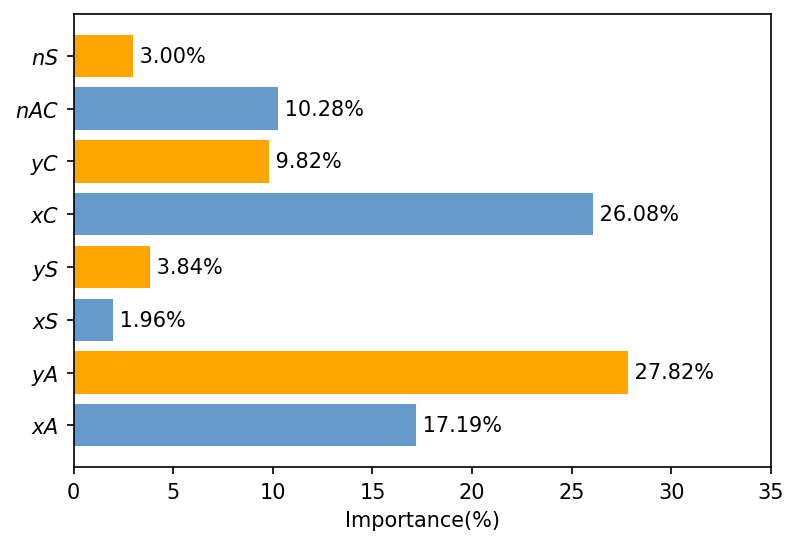 nS 3.00%
nAC 10.28%
yC 9.82%
xC 26.08%
yS 3.84%
xS 1.96%
yA 27.82%
xA 17.19%
0 5 10 15 20 25 30 35
Importance(%)